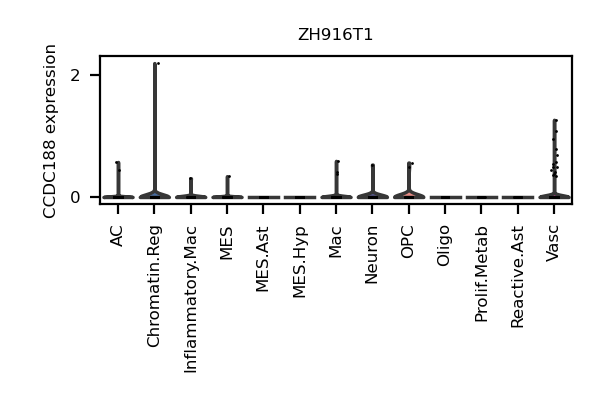 ZH916T1
CCDC188 expression
2
0
AC
Chromatin.Reg
Inflammatory.Mac
MES
MES.Ast
MES.Hyp
Mac
Neuron
OPC
Oligo
Prolif.Metab
Reactive.Ast
Vasc